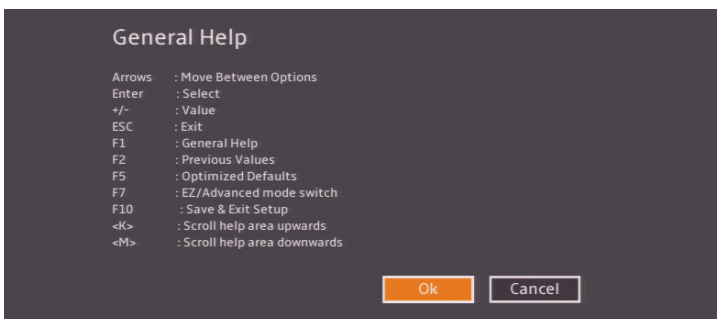 General Help
Arrows : Move Between Options
Enter : Select
+/- : Value
ESC : Exit
F1 : General Help
F2 : Previous Values
F5 : Optimized Defaults
F7 : EZ/Advanced mode switch
F10 : Save & Exit Setup
<K> : Scroll help area upwards
<M> : Scroll help area downwards
Ok Cancel